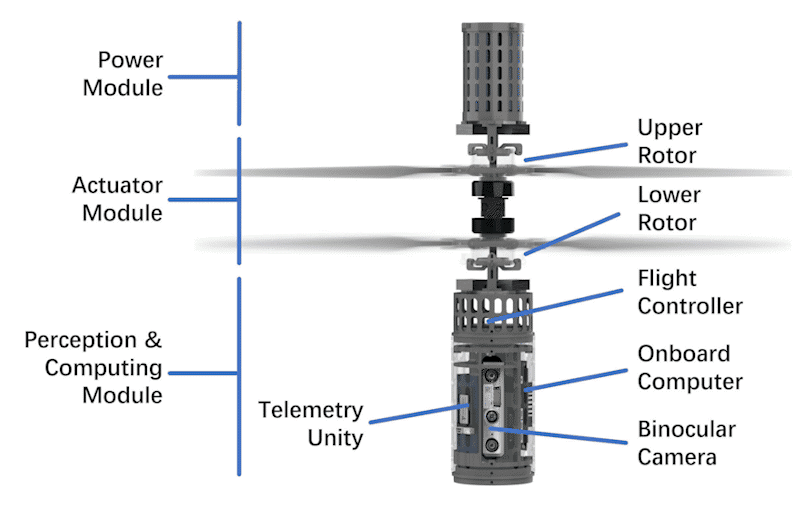 Power
Module
Actuator
Module
Perception &
Computing
Module
Upper
Rotor
Lower
Rotor
Flight
Controller
Onboard
Computer
Binocular
Camera
Telemetry
Unity